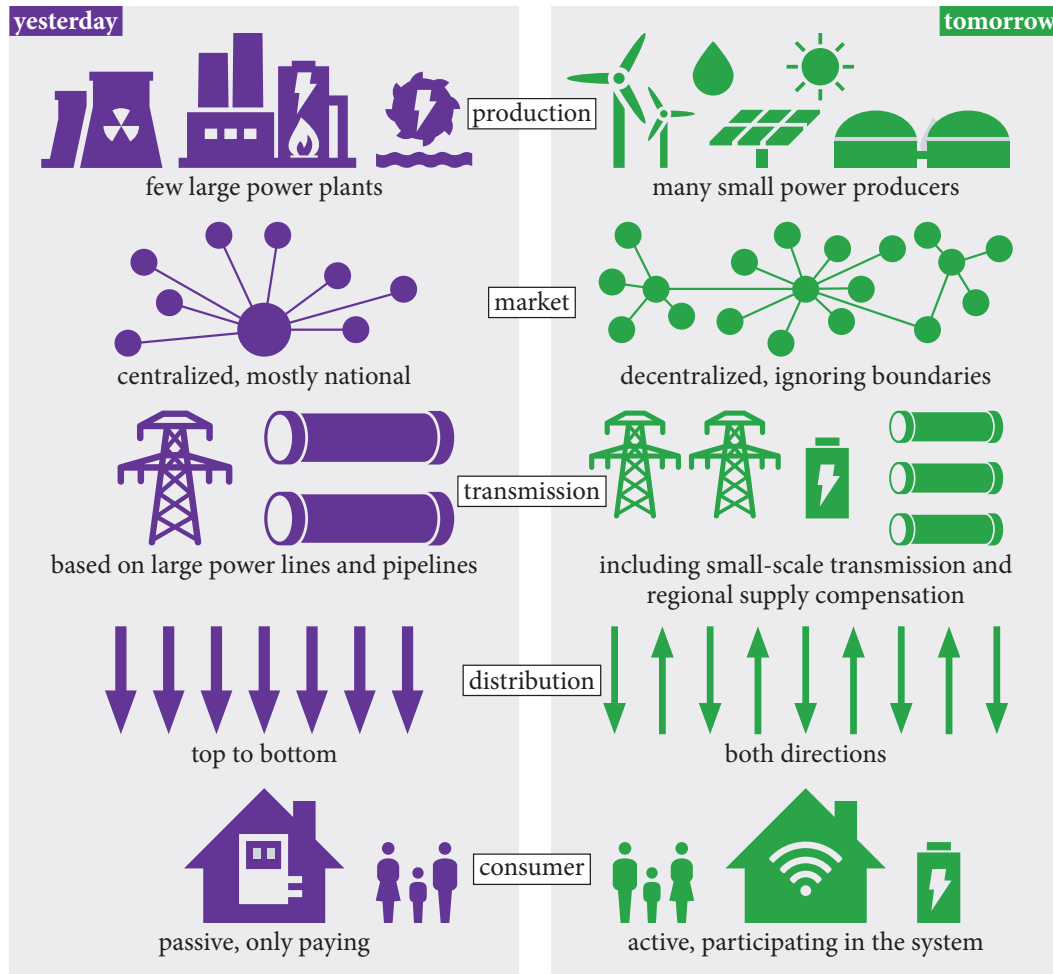 yesterday
tomorrow
production
few large power plants
many small power producers
market
centralized, mostly national
decentralized, ignoring boundaries
transmission
based on large power lines and pipelines
including small-scale transmission and
regional supply compensation
distribution
top to bottom
both directions
consumer
passive, only paying
active, participating in the system